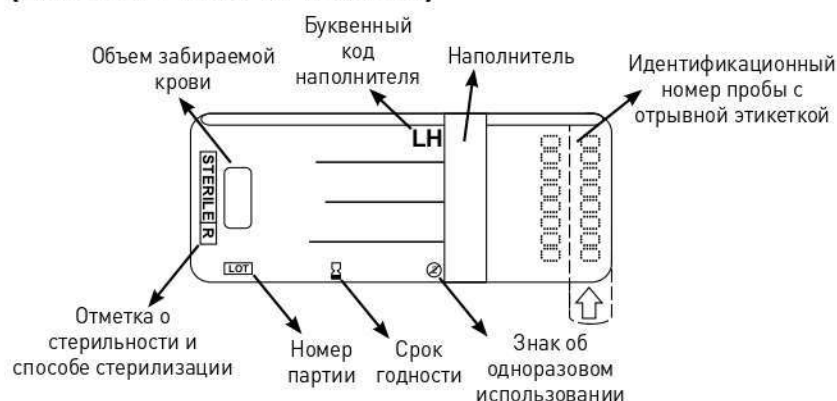 Буквенный
код
наполнителя
Объем забираемой
крови
Наполнитель
Идентификационный
номер пробы с
отрывной этикеткой
LH
STERILE R
LOT
2
Отметка о
стерильности и
способе стерилизации
Номер
партии
Срок
годности
Знак об
одноразовом
использовании